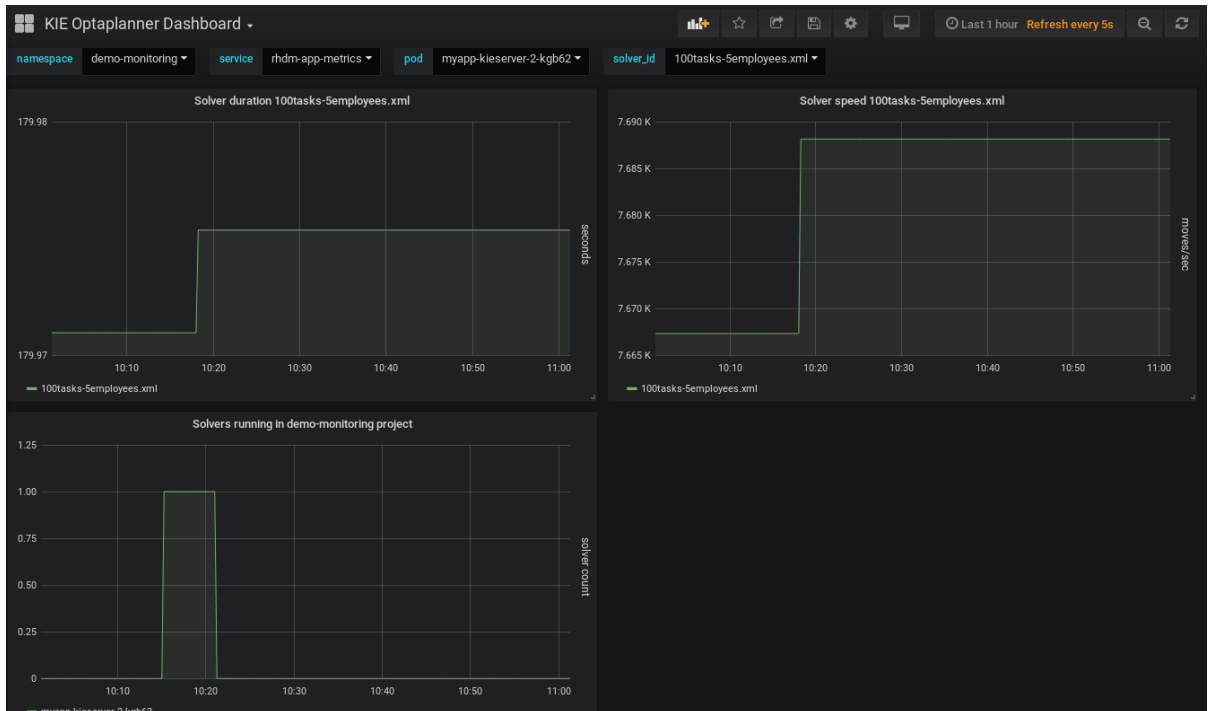 KIE Optaplanner Dashboard
Last 1 hour Refresh every 5s
namespace demo-monitoring service rhdm-app-metrics pod myapp-kieserver-2-kgb62 solver_id 100tasks-5employees.xml
Solver duration 100tasks-5employees.xml
179.98
179.97
seconds
10:10 10:20 10:30 10:40 10:50 11:00
100tasks-5employees.xml
Solver speed 100tasks-5employees.xml
7.690 K
7.685 K
7.680 K
7.675 K
7.670 K
7.665 K
moves/sec
10:10 10:20 10:30 10:40 10:50 11:00
100tasks-5employees.xml
Solvers running in demo-monitoring project
1.25
1.00
0.75
0.50
0.25
0
solver count
10:10 10:20 10:30 10:40 10:50 11:00